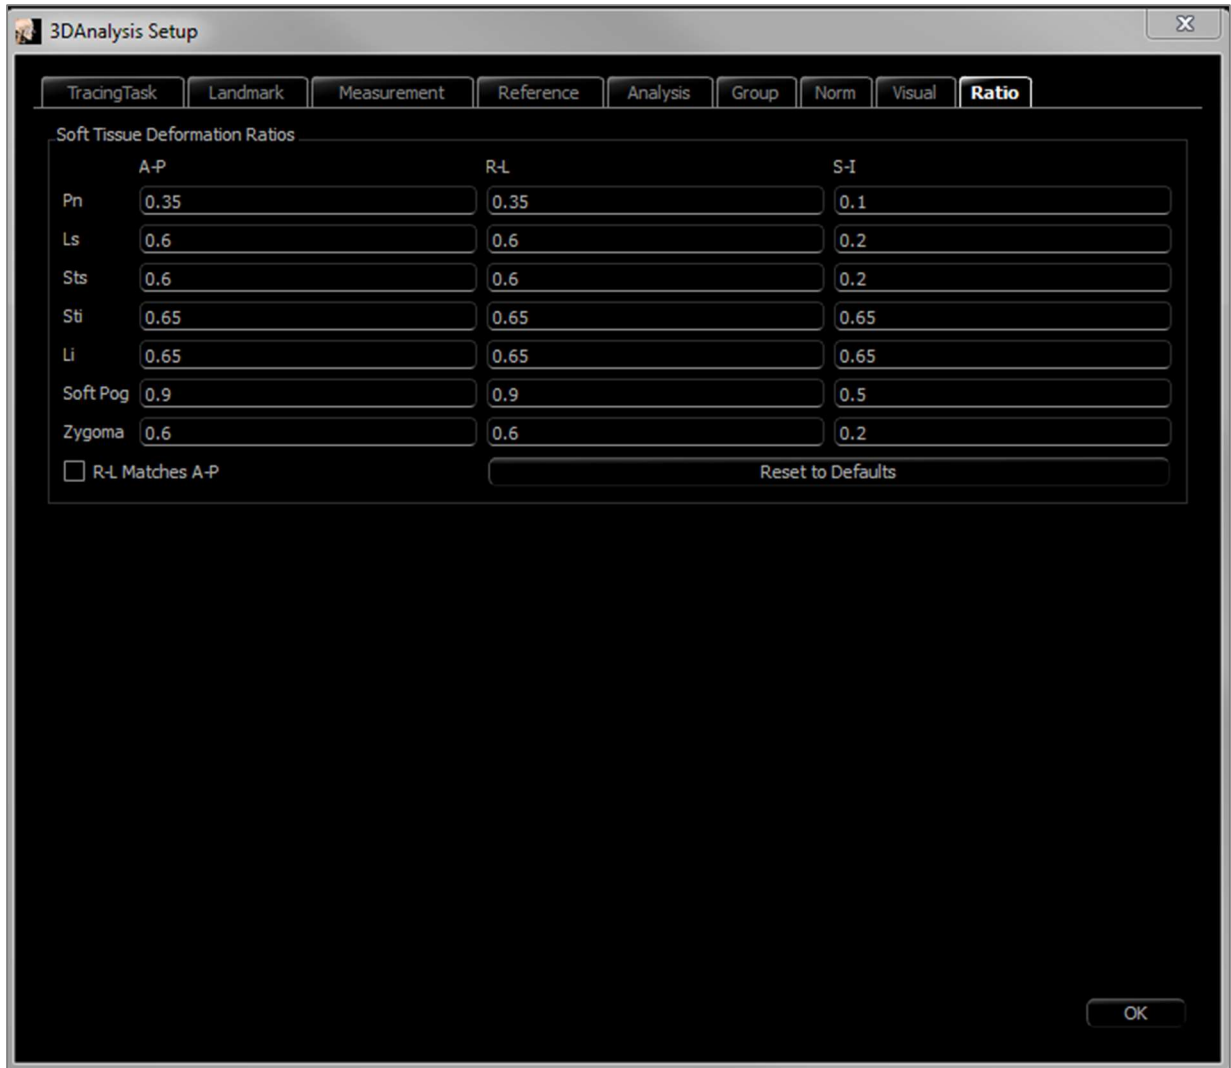 3DAnalysis Setup
TracingTask Landmark Measurement Reference Analysis Group Norm Visual Ratio
Soft Tissue Deformation Ratios
A-P R-L S-I
Pn 0.35 0.35 0.1
Ls 0.6 0.6 0.2
Sts 0.6 0.6 0.2
Sti 0.65 0.65 0.65
Li 0.65 0.65 0.65
Soft Pog 0.9 0.9 0.5
Zygoma 0.6 0.6 0.2
R-L Matches A-P Reset to Defaults
OK